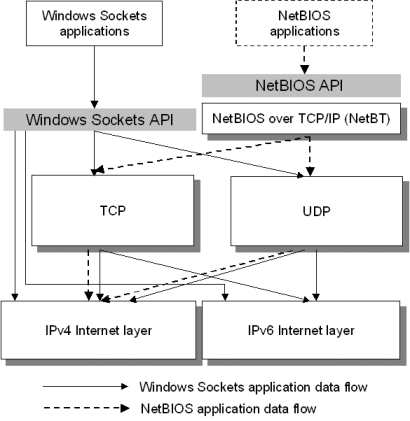 Windows Sockets
applications
NetBIOS
applications
NetBIOS API
Windows Sockets API
NetBIOS over TCP/IP (NetBT)
TCP
UDP
IPv4 Internet layer
IPv6 Internet layer
Windows Sockets application data flow
NetBIOS application data flow